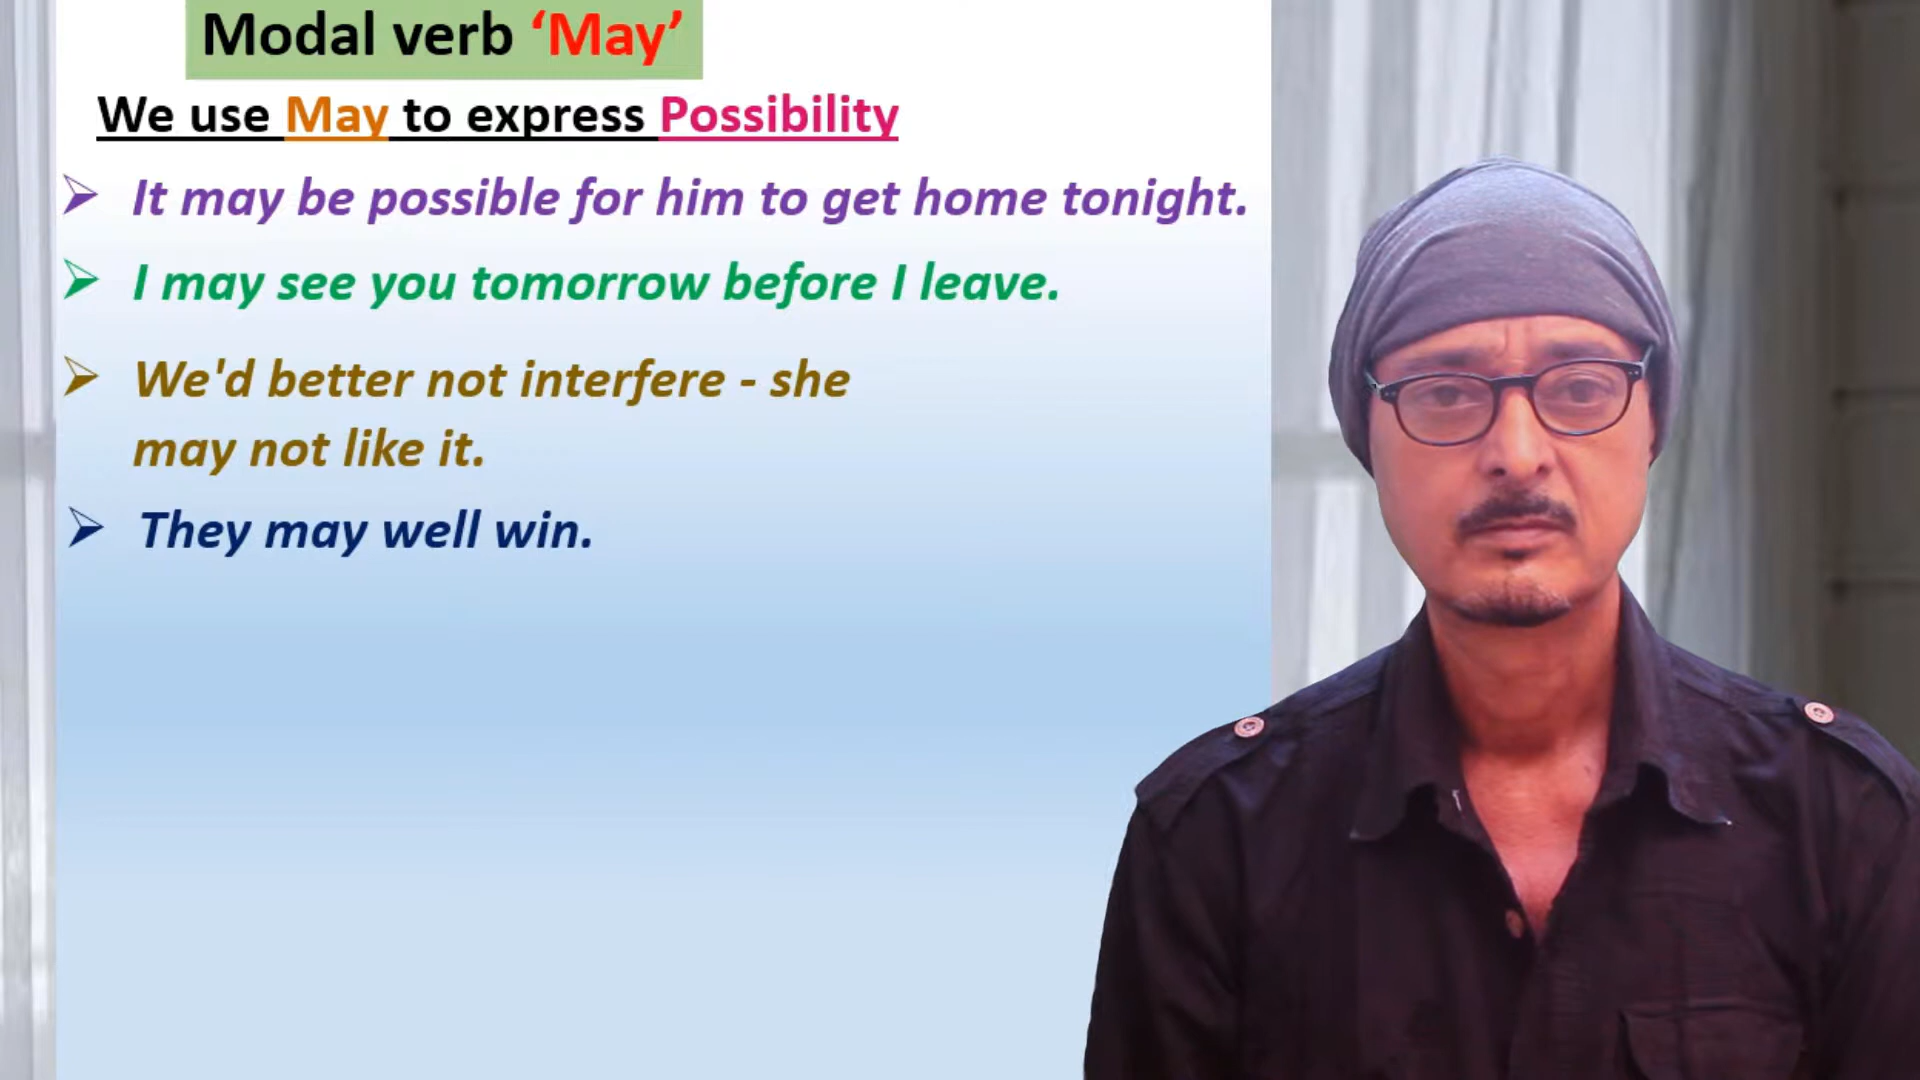 Modal verb ‘May’
We use May to express Possibility
It may be possible for him to get home tonight.
I may see you tomorrow before I leave.
We'd better not interfere - she
may not like it.
They may well win.